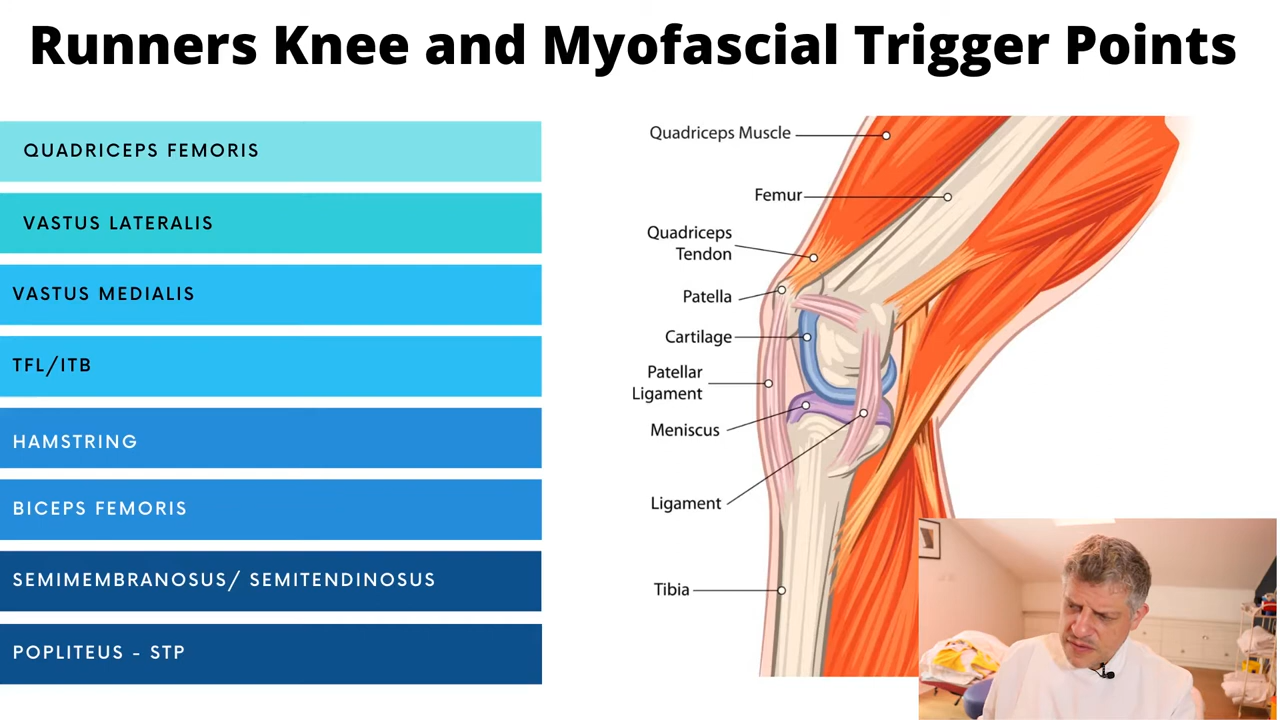 Runners Knee and Myofascial Trigger Points
QUADRICEPS FEMORIS
VASTUS LATERALIS
VASTUS MEDIALIS
TFL/ITB
HAMSTRING
BICEPS FEMORIS
SEMIMEMBRANOSUS/ SEMITENDINOSUS
POPLITEUS - STP
Quadriceps Muscle
Femur
Quadriceps
Tendon
Patella
Cartilage
Patellar
Ligament
Meniscus
Ligament
Tibia